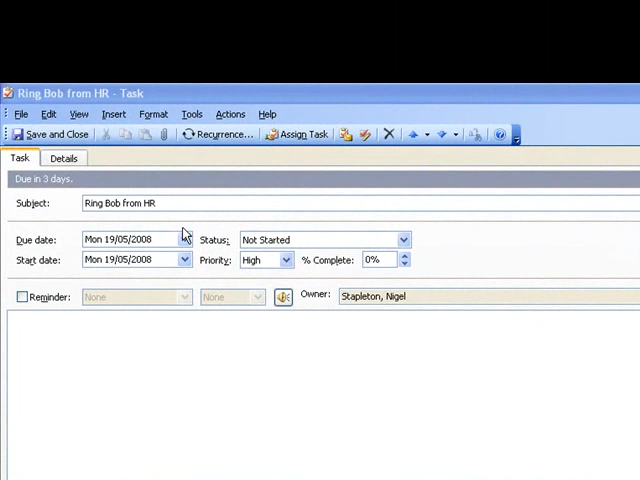 Ring Bob from HR - Task
File Edit View Insert Format Tools Actions Help
Save and Close Recurrence... Assign Task
Task Details
Due in 3 days.
Subject: Ring Bob from HR
Due date: Mon 19/05/2008 Status: Not Started
Start date: Mon 19/05/2008 Priority: High % Complete: 0%
Reminder: None None Owner: Stapleton, Nigel